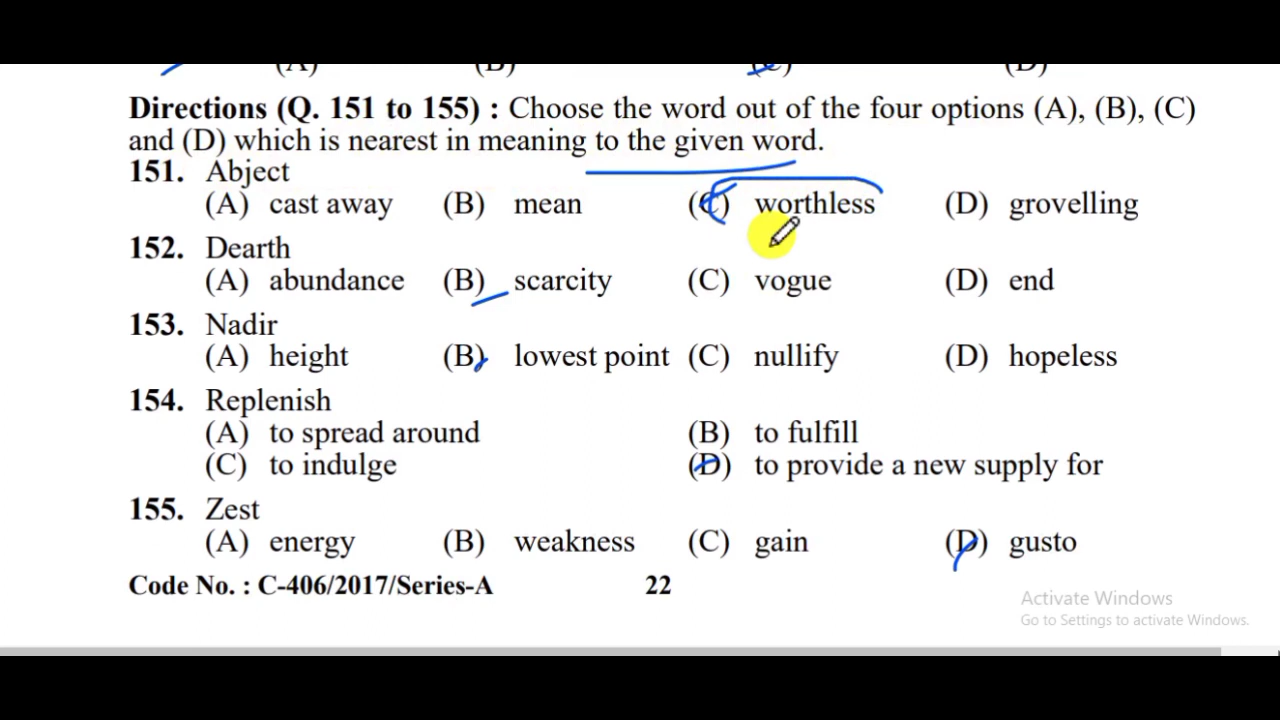 (A) (B) (C) (D)
Directions (Q. 151 to 155) : Choose the word out of the four options (A), (B), (C)
and (D) which is nearest in meaning to the given word.
151. Abject
(A) cast away (B) mean (C) worthless (D) grovelling
152. Dearth
(A) abundance (B) scarcity (C) vogue (D) end
153. Nadir
(A) height (B) lowest point (C) nullify (D) hopeless
154. Replenish
(A) to spread around (B) to fulfill
(C) to indulge (D) to provide a new supply for
155. Zest
(A) energy (B) weakness (C) gain (D) gusto
Code No. : C-406/2017/Series-A 22
Activate Windows
Go to Settings to activate Windows.